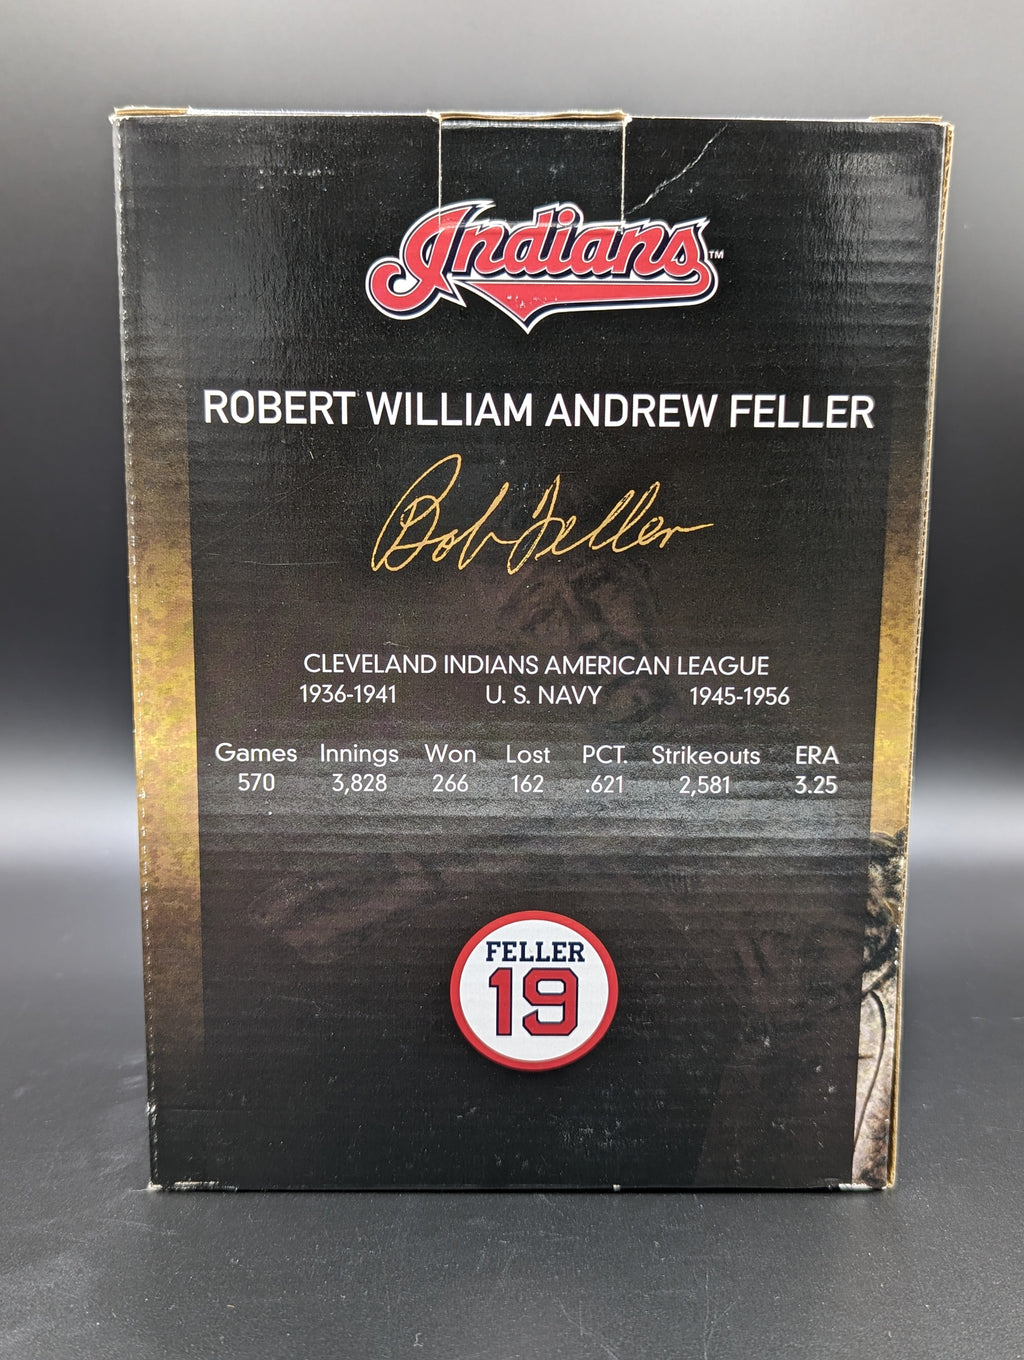 Indians™
ROBERT WILLIAM ANDREW FELLER
Bob Feller
CLEVELAND INDIANS AMERICAN LEAGUE
1936-1941 U. S. NAVY 1945-1956
Games Innings Won Lost PCT. Strikeouts ERA
570 3,828 266 162 .621 2,581 3.25
FELLER
19